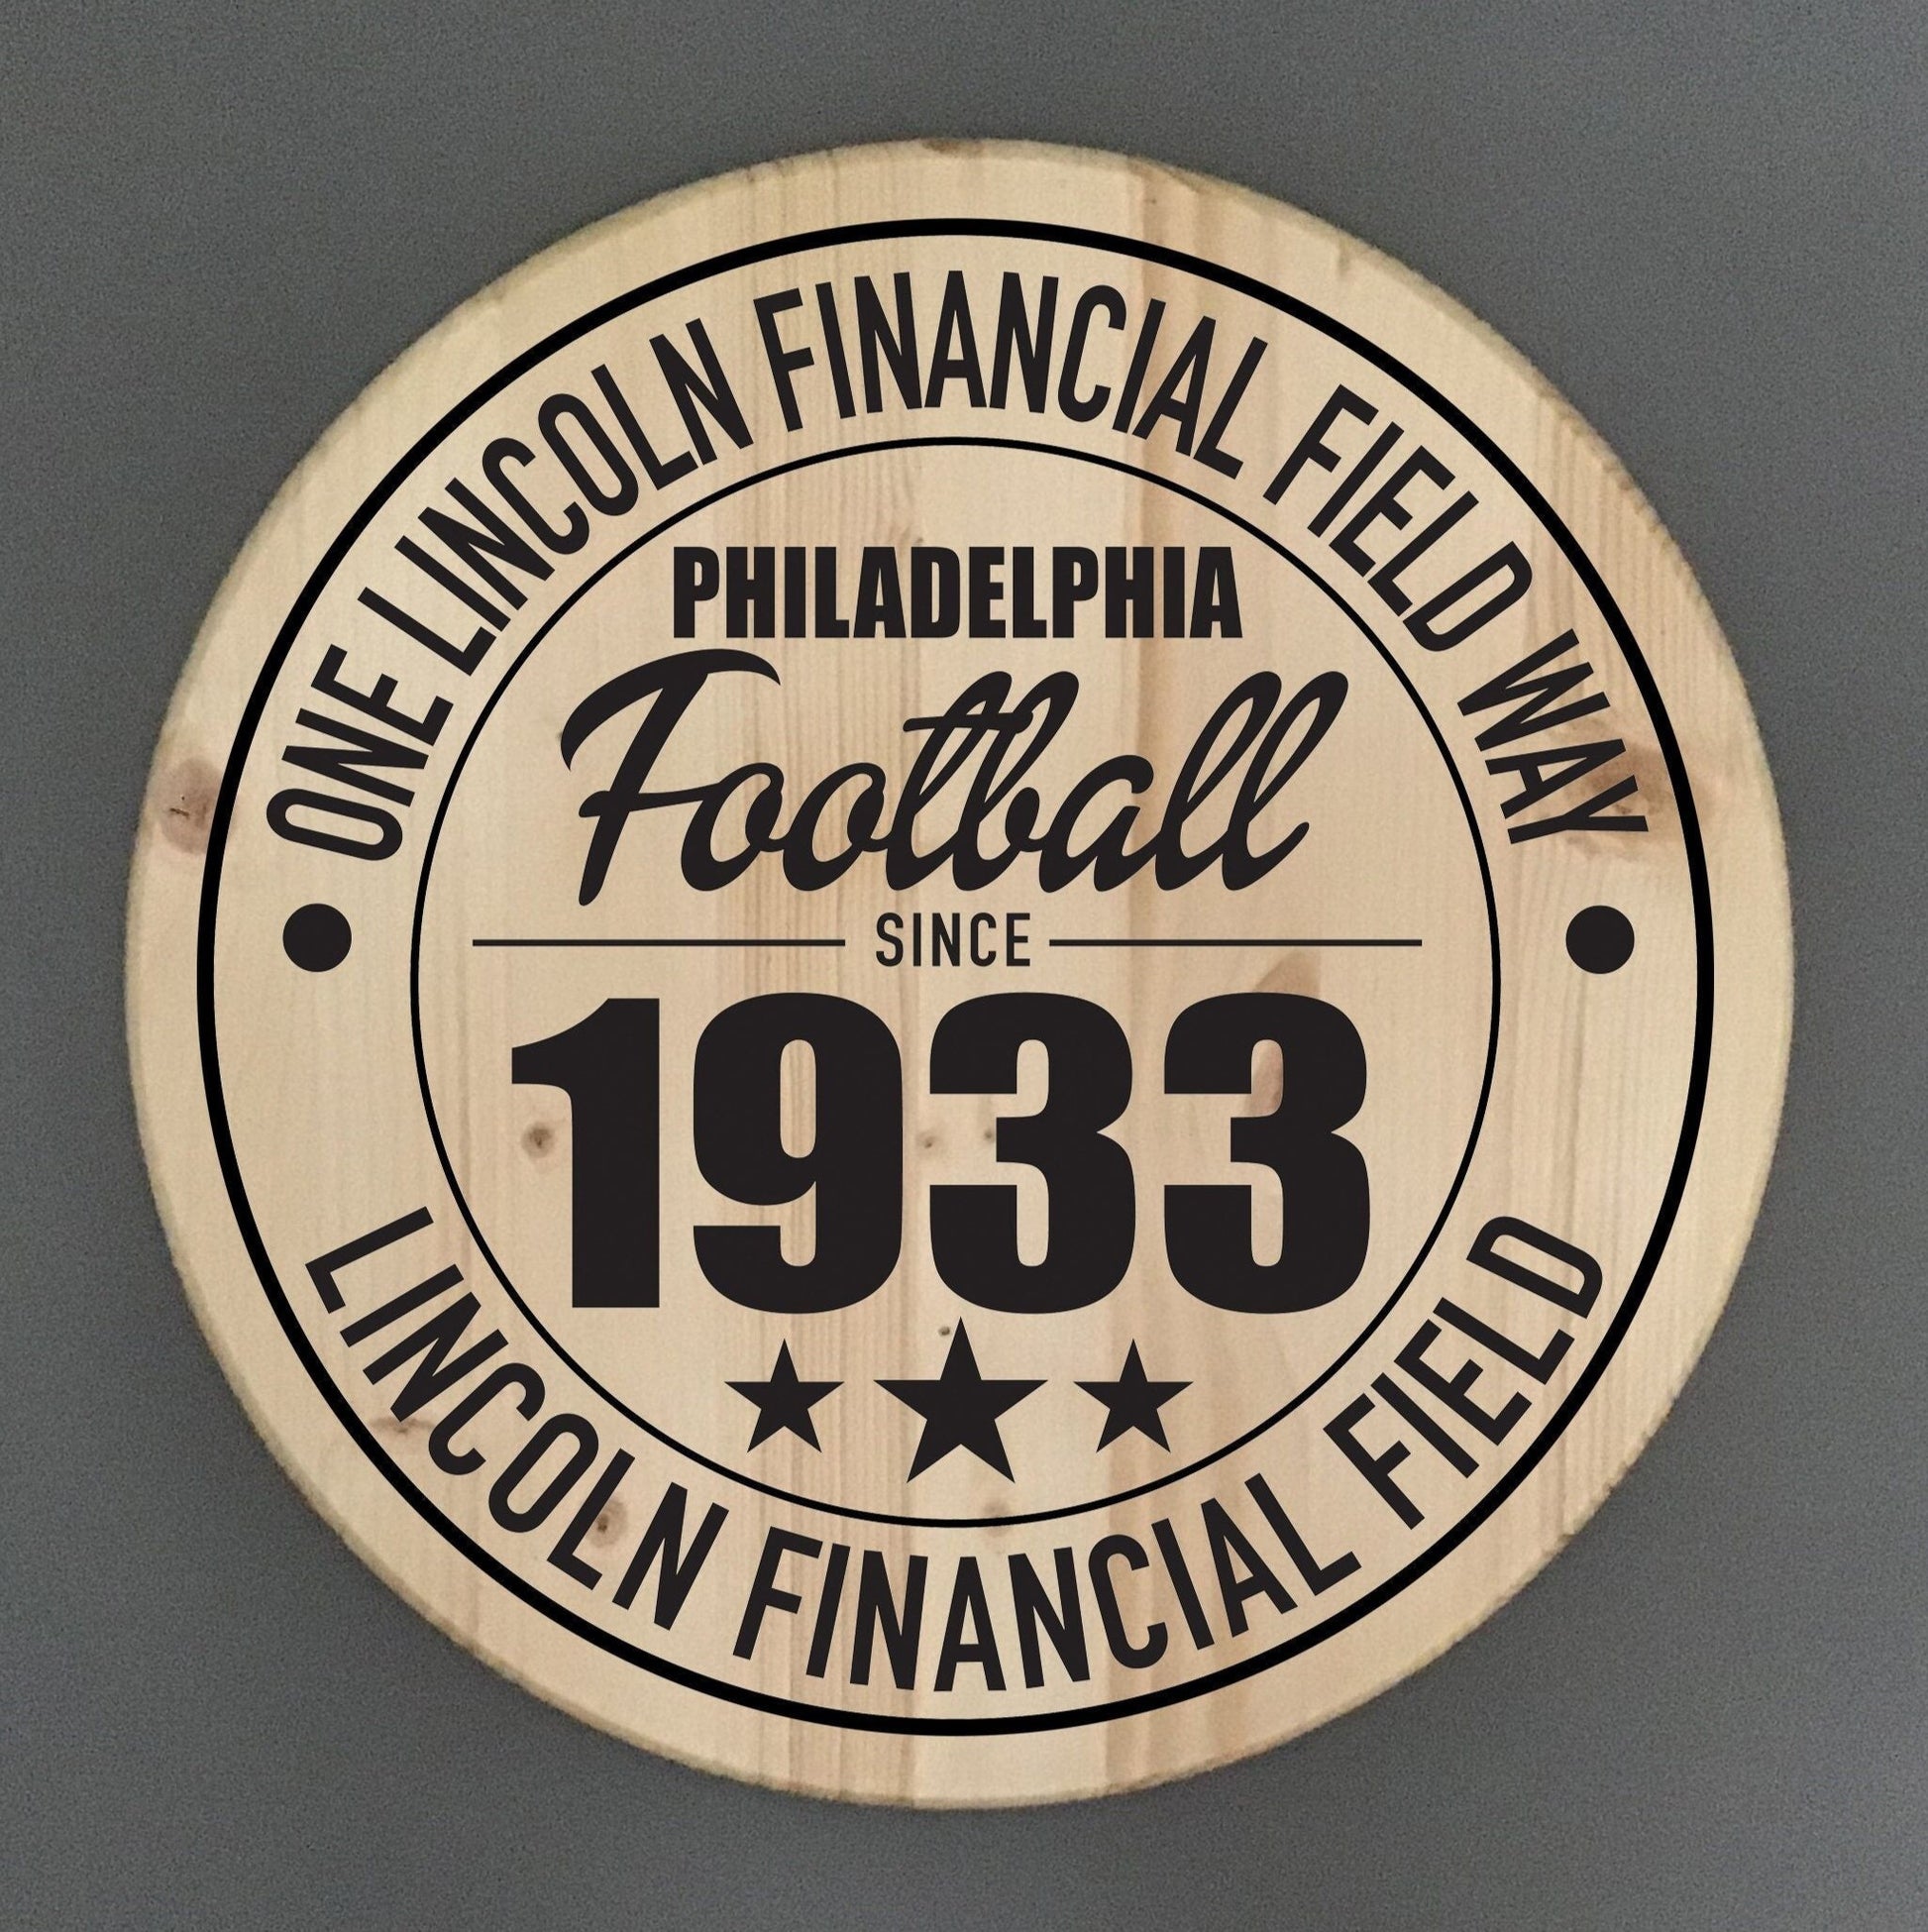 ONE LINCOLN FINANCIAL FIELD WAY
PHILADELPHIA
Football
SINCE
1933
LINCOLN FINANCIAL FIELD